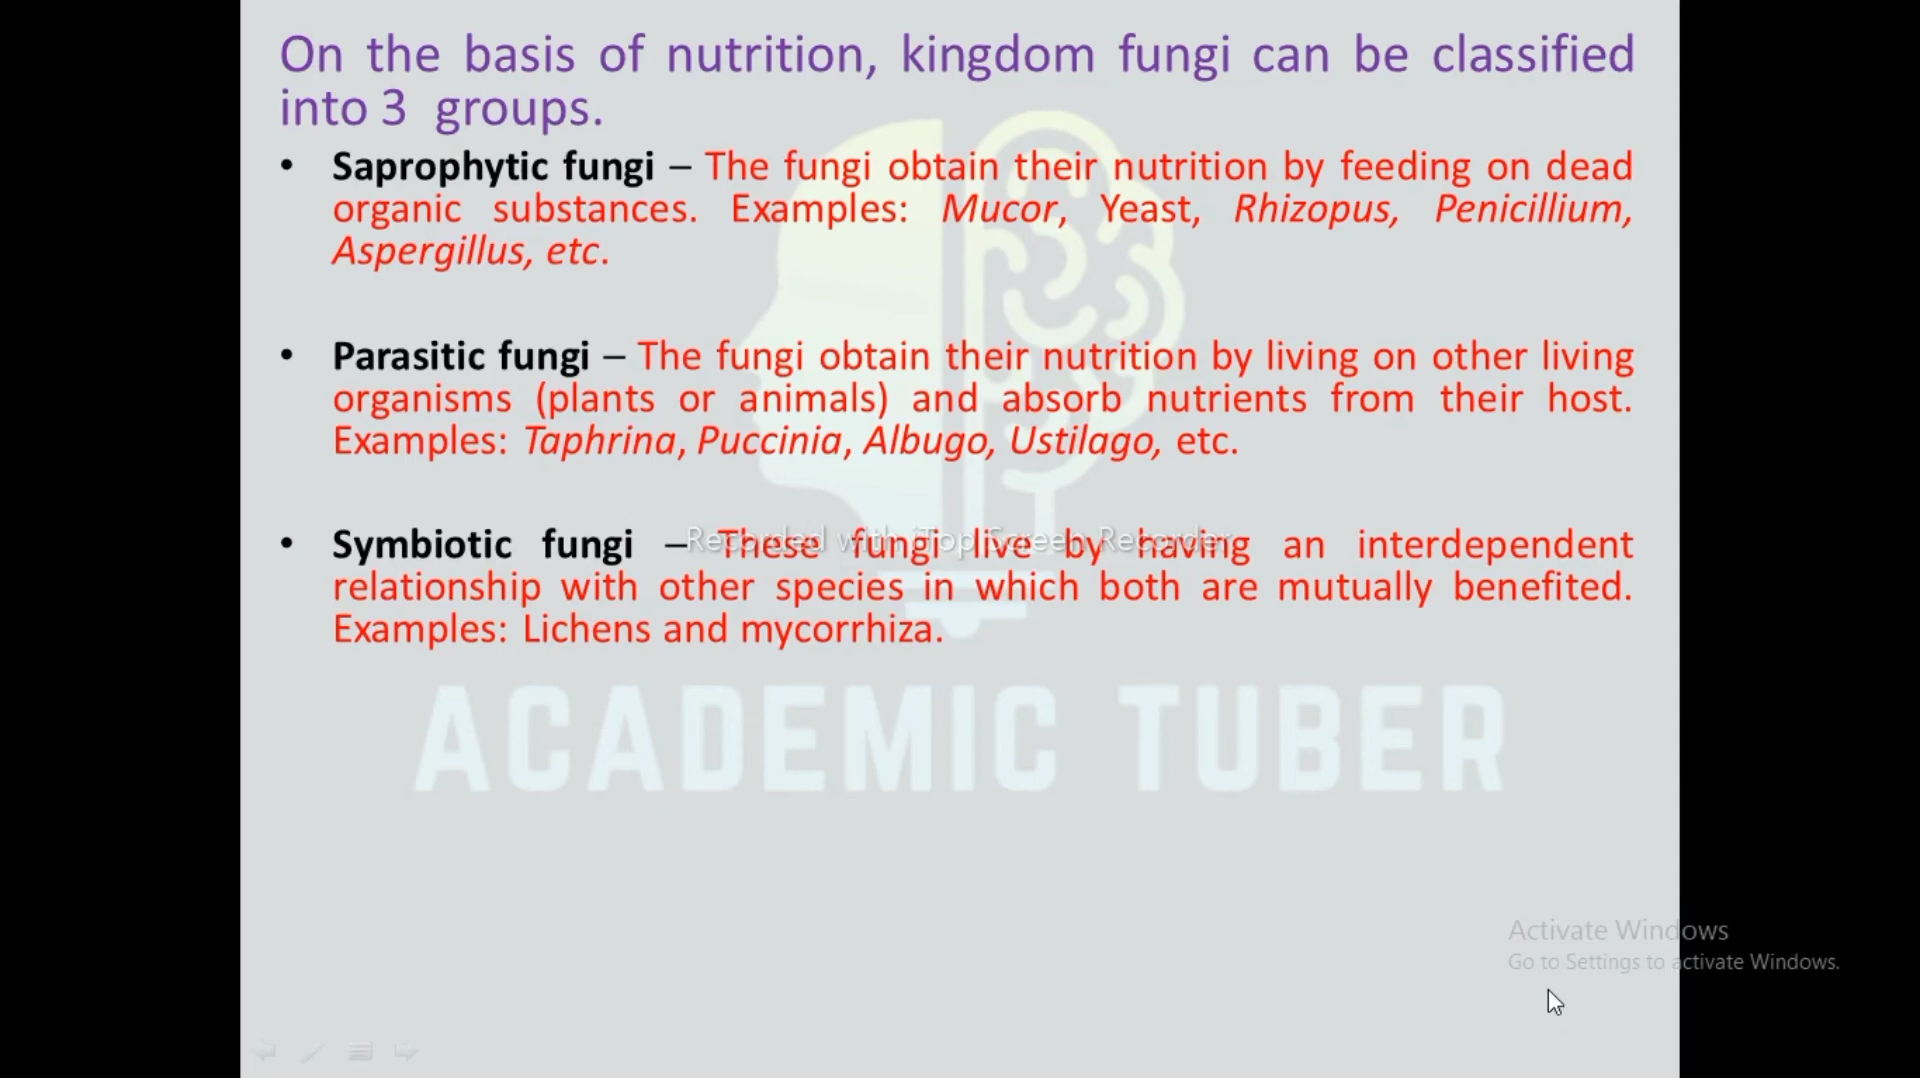 On the basis of nutrition, kingdom fungi can be classified
into 3 groups.
• Saprophytic fungi – The fungi obtain their nutrition by feeding on dead
organic substances. Examples: Mucor, Yeast, Rhizopus, Penicillium,
Aspergillus, etc.
• Parasitic fungi – The fungi obtain their nutrition by living on other living
organisms (plants or animals) and absorb nutrients from their host.
Examples: Taphrina, Puccinia, Albugo, Ustilago, etc.
Recorded with iTop Screen Recorder
• Symbiotic fungi – These fungi live by having an interdependent
relationship with other species in which both are mutually benefited.
Examples: Lichens and mycorrhiza.
ACADEMIC TUBER
Activate Windows
Go to Settings to activate Windows.